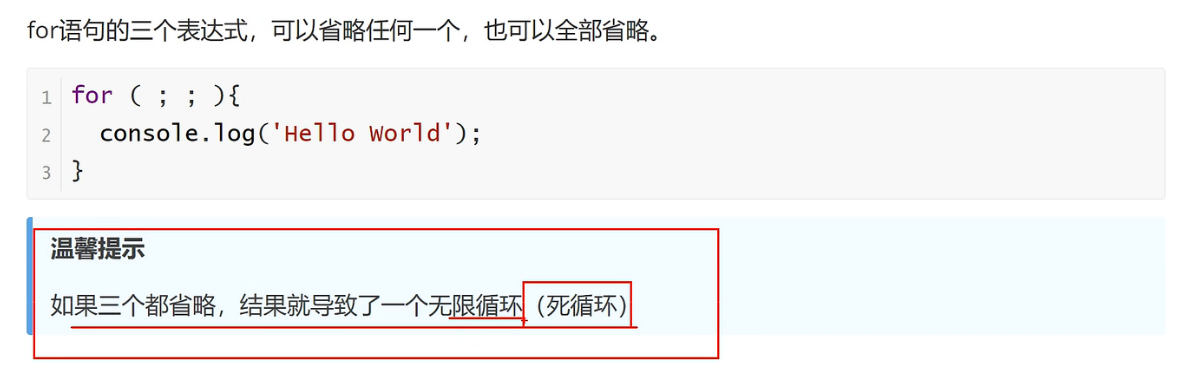 for语句的三个表达式，可以省略任何一个，也可以全部省略。
1 for ( ; ; ){
2   console.log('Hello World');
3 }
温馨提示
如果三个都省略，结果就导致了一个无限循环（死循环）